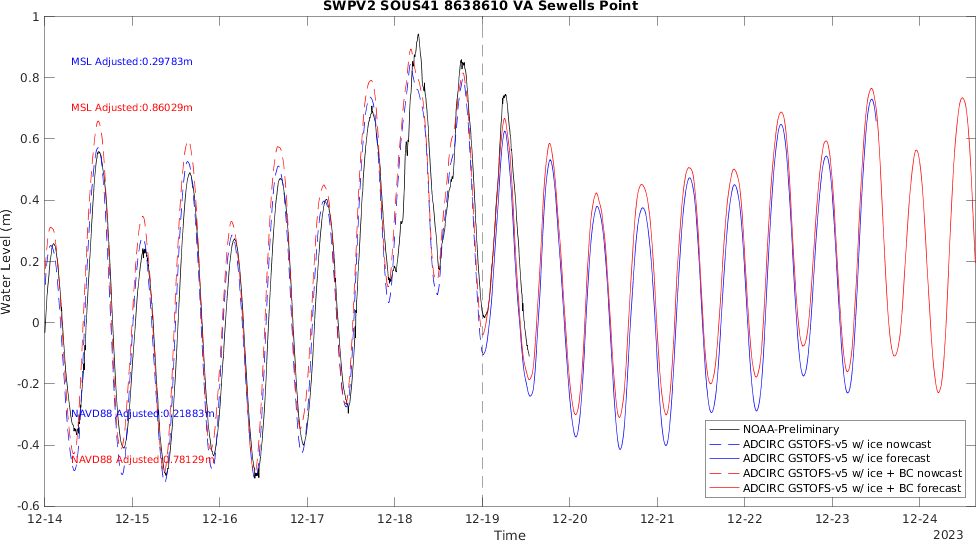 SWPV2 SOUS41 8638610 VA Sewells Point
1
0.8
0.6
0.4
0.2
0
-0.2
-0.4
-0.6
Water Level (m)
MSL Adjusted:0.29783m
MSL Adjusted:0.86029m
NAVD88 Adjusted:0.21883m
NAVD88 Adjusted:0.78129m
NOAA-Preliminary
ADCIRC GSTOFS-v5 w/ ice nowcast
ADCIRC GSTOFS-v5 w/ ice forecast
ADCIRC GSTOFS-v5 w/ ice + BC nowcast
ADCIRC GSTOFS-v5 w/ ice + BC forecast
12-14 12-15 12-16 12-17 12-18 12-19 12-20 12-21 12-22 12-23 12-24
Time
2023